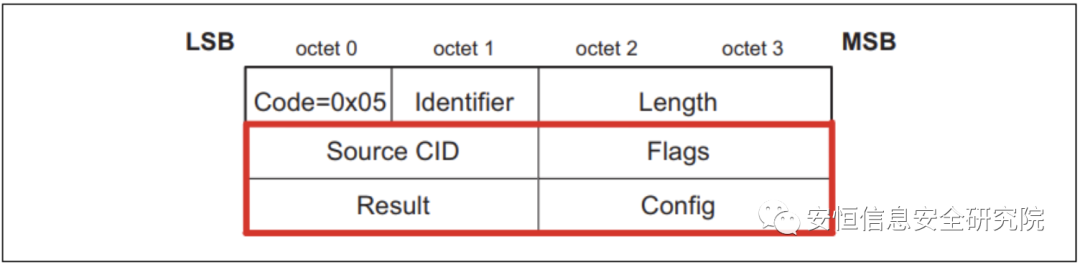 LSB octet 0 octet 1 octet 2 octet 3 MSB
Code=0x05 Identifier Length
Source CID Flags
Result Config
安恒信息安全研究院